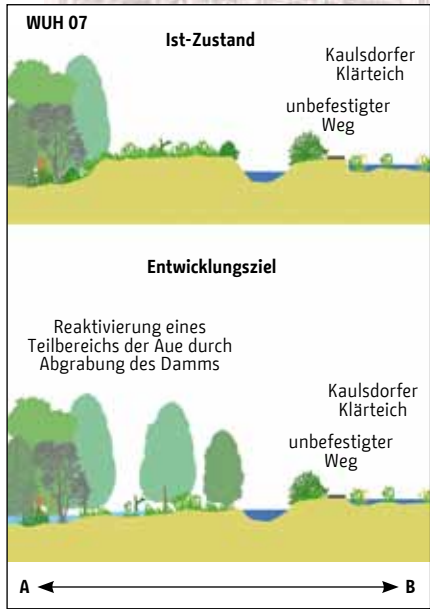 WUH 07
Ist-Zustand
Kaulsdorfer
Klärteich
unbefestigter
Weg
Entwicklungsziel
Reaktivierung eines
Teilbereichs der Aue durch
Abgrabung des Damms
Kaulsdorfer
Klärteich
unbefestigter
Weg
A B